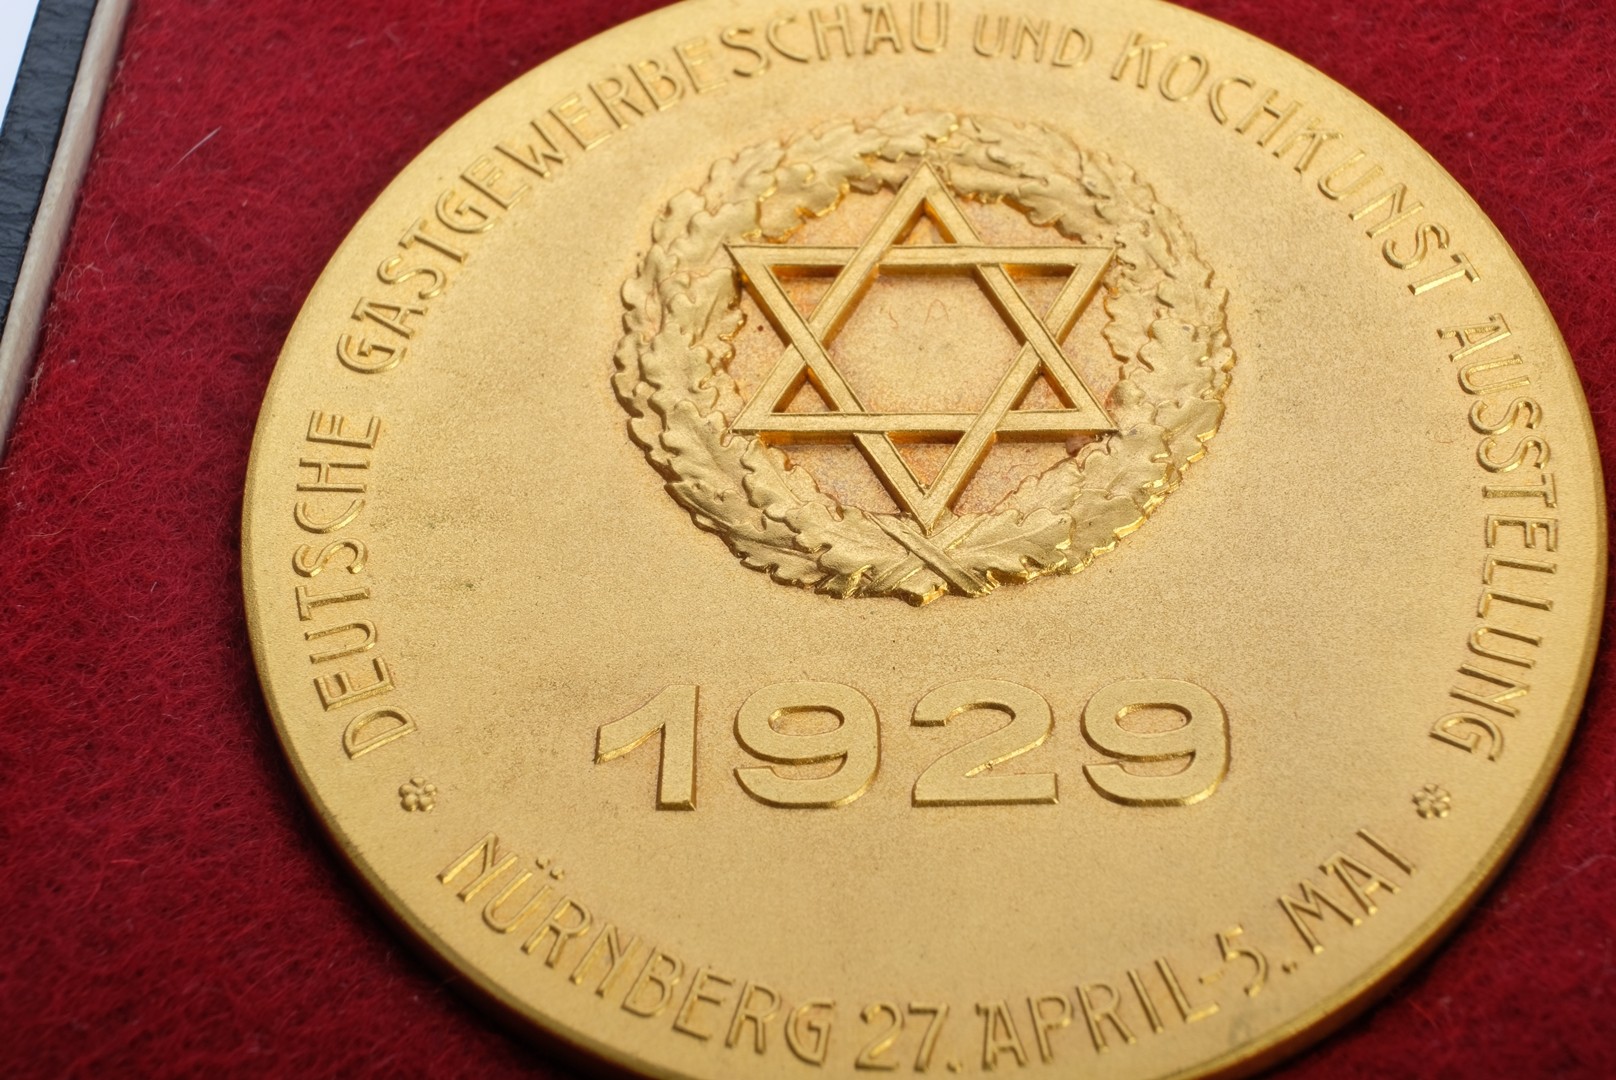 DEUTSCHE GASTGEWERBESCHAU UND KOCHKUNST AUSSTELLUNG
1929
NÜRNBERG 27. APRIL-5. MAI